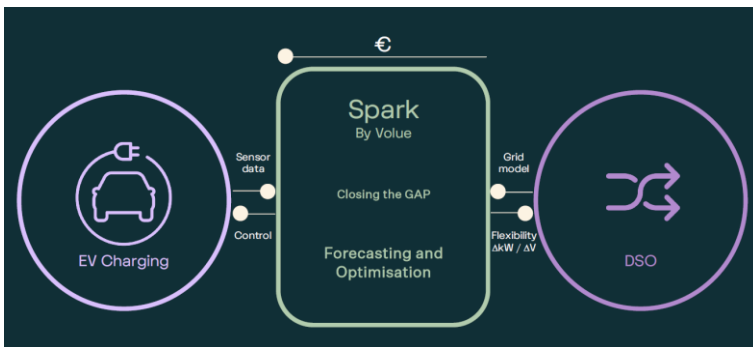 €
Spark
By Volue
Closing the GAP
Forecasting and
Optimisation
EV Charging
Sensor
data
Control
Grid
model
Flexibility
ΔkW / ΔV
DSO